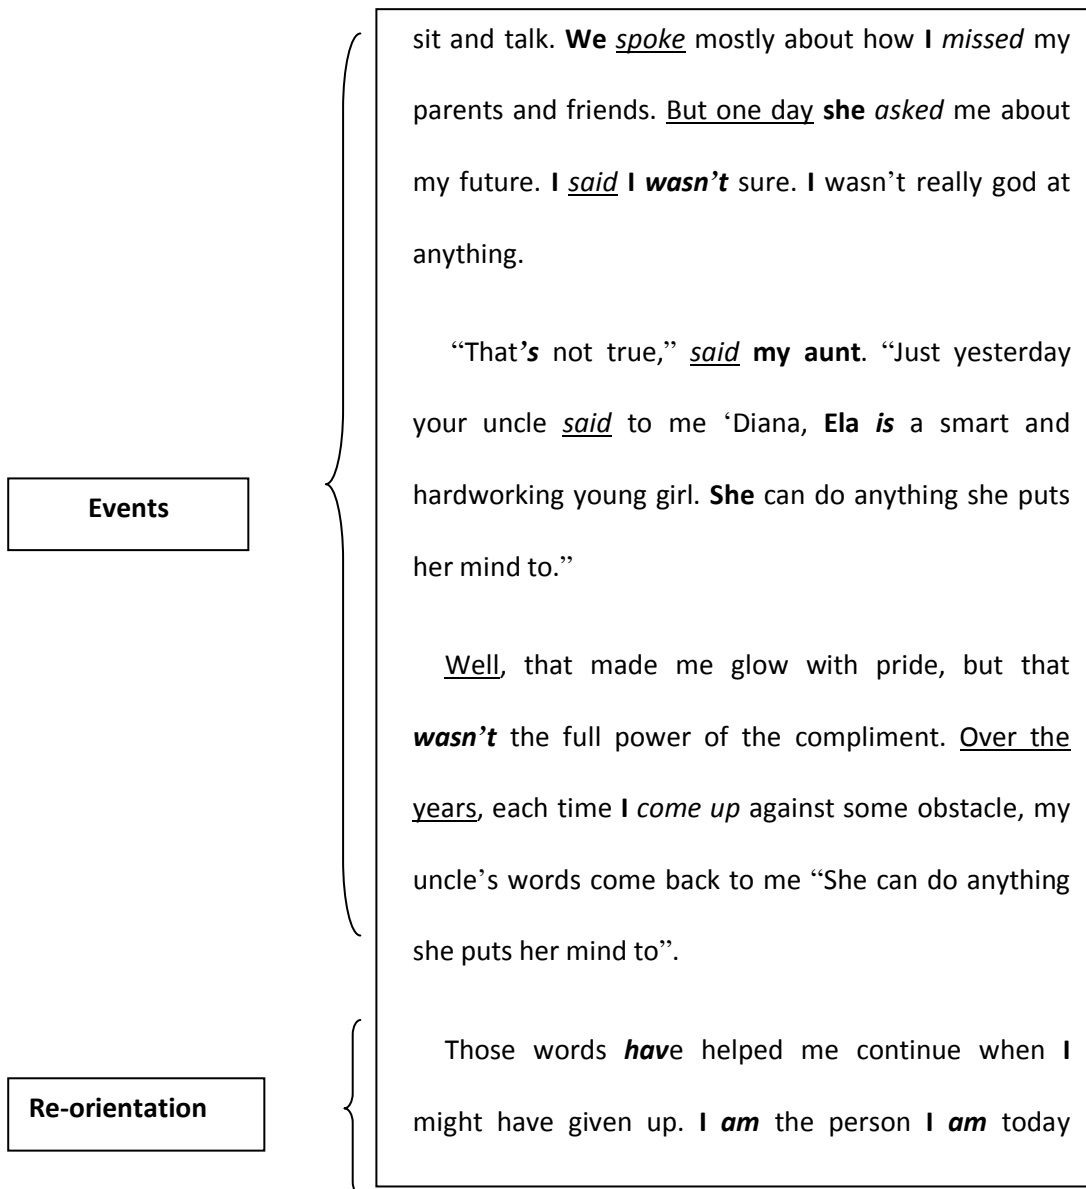 sit and talk. We spoke mostly about how I missed my
parents and friends. But one day she asked me about
my future. I said I wasn’t sure. I wasn’t really god at
anything.
“That’s not true,” said my aunt. “Just yesterday
your uncle said to me ‘Diana, Ela is a smart and
hardworking young girl. She can do anything she puts
her mind to.”
Events
Well, that made me glow with pride, but that
wasn’t the full power of the compliment. Over the
years, each time I come up against some obstacle, my
uncle’s words come back to me “She can do anything
she puts her mind to”.
Those words have helped me continue when I
might have given up. I am the person I am today
Re-orientation